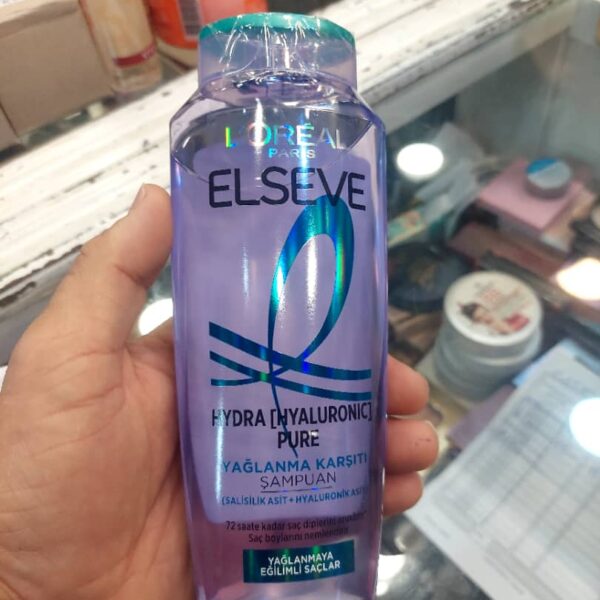 L'ORÉAL
PARIS
ELSEVE
HYDRA [HYALURONIC]
PURE
YAĞLANMA KARŞITI
ŞAMPUAN
(SALİSİLİK ASİT + HYALURONİK ASİT)
72 saate kadar saç diplerini
Saç boylarını nemlendirir
YAĞLANMAYA
EĞİLİMLİ SAÇLAR